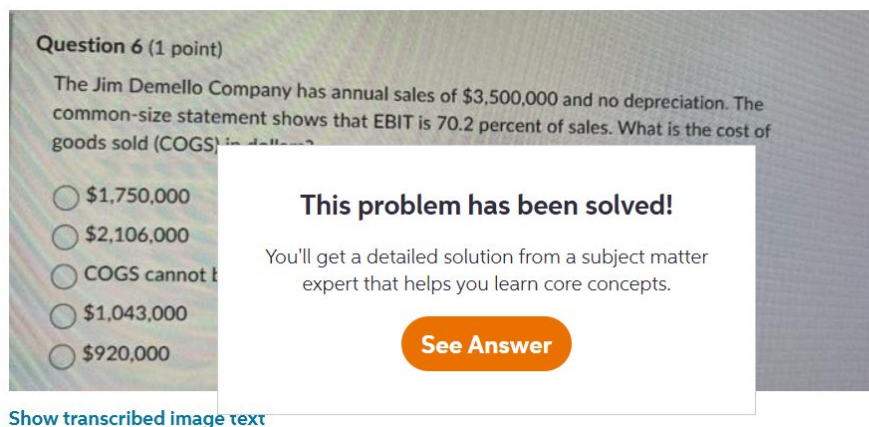 Question 6 (1 point)
The Jim Demello Company has annual sales of $3,500,000 and no depreciation. The
common-size statement shows that EBIT is 70.2 percent of sales. What is the cost of
goods sold (COGS)
$1,750,000
$2,106,000
COGS cannot
$1,043,000
$920,000
This problem has been solved!
You'll get a detailed solution from a subject matter
expert that helps you learn core concepts.
See Answer
Show transcribed image text